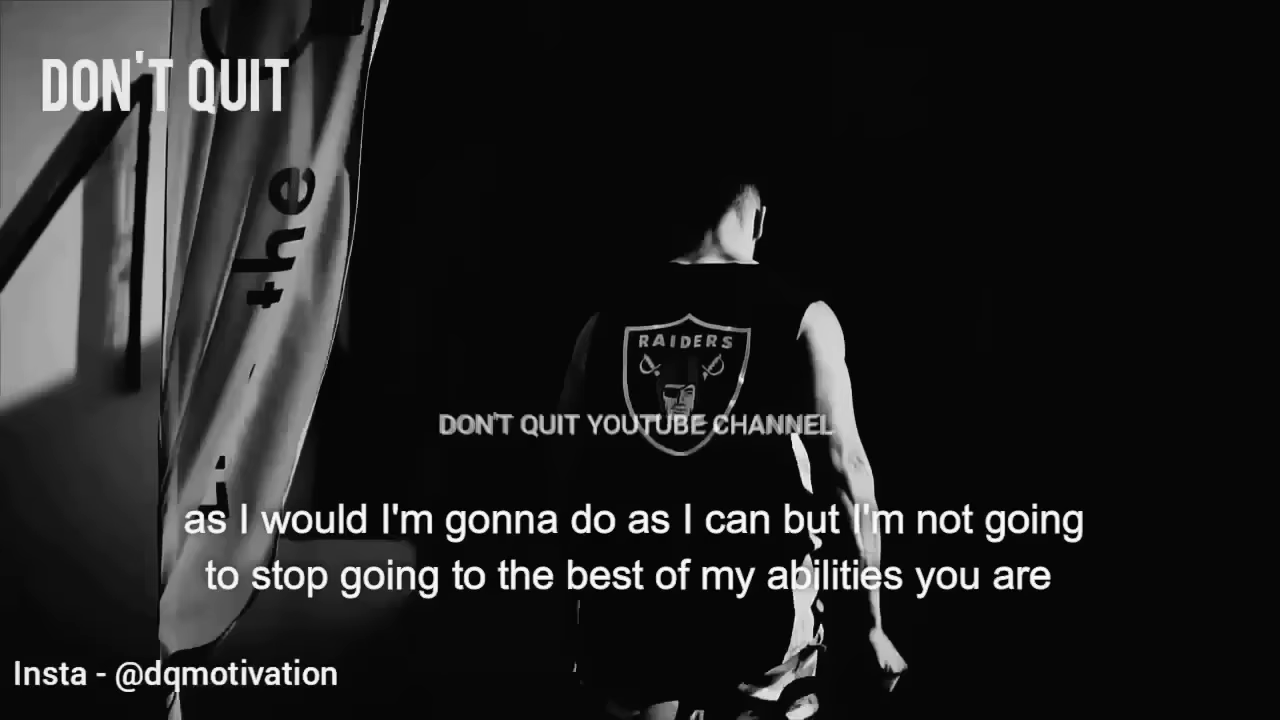 DON'T QUIT
the
RAIDERS
DON'T QUIT YOUTUBE CHANNEL
as I would I'm gonna do as I can but I'm not going
to stop going to the best of my abilities you are
Insta - @dqmotivation